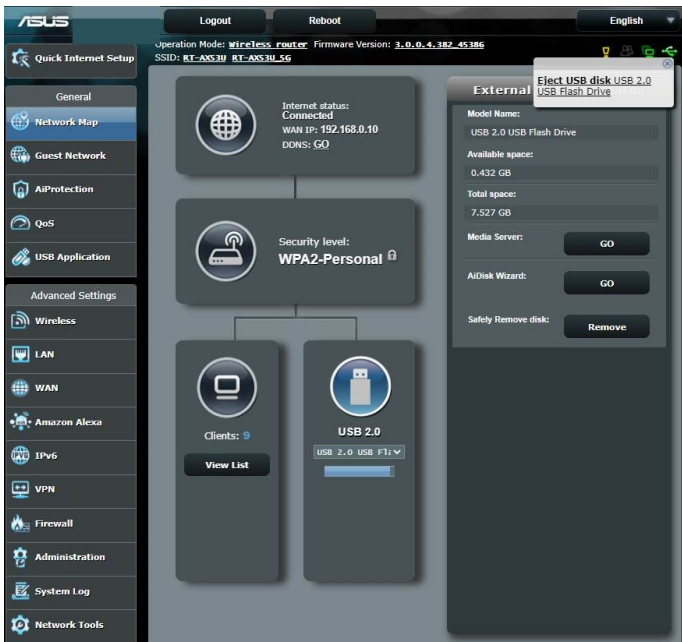 ASUS
Logout
Reboot
English
Operation Mode: Wireless router Firmware Version: 3.0.0.4.382_45386
SSID: RT-AX53U RT-AX53U_5G
Quick Internet Setup
General
Network Map
Guest Network
AiProtection
QoS
USB Application
Advanced Settings
Wireless
LAN
WAN
Amazon Alexa
IPv6
VPN
Firewall
Administration
System Log
Network Tools
Internet status:
Connected
WAN IP: 192.168.0.10
DDNS: GO
Security level:
WPA2-Personal
Clients: 9
View List
USB 2.0
USB 2.0 USB Fla
External
Eject USB disk USB 2.0
USB Flash Drive
Model Name:
USB 2.0 USB Flash Drive
Available space:
0.432 GB
Total space:
7.527 GB
Media Server:
GO
AiDisk Wizard:
GO
Safely Remove disk:
Remove